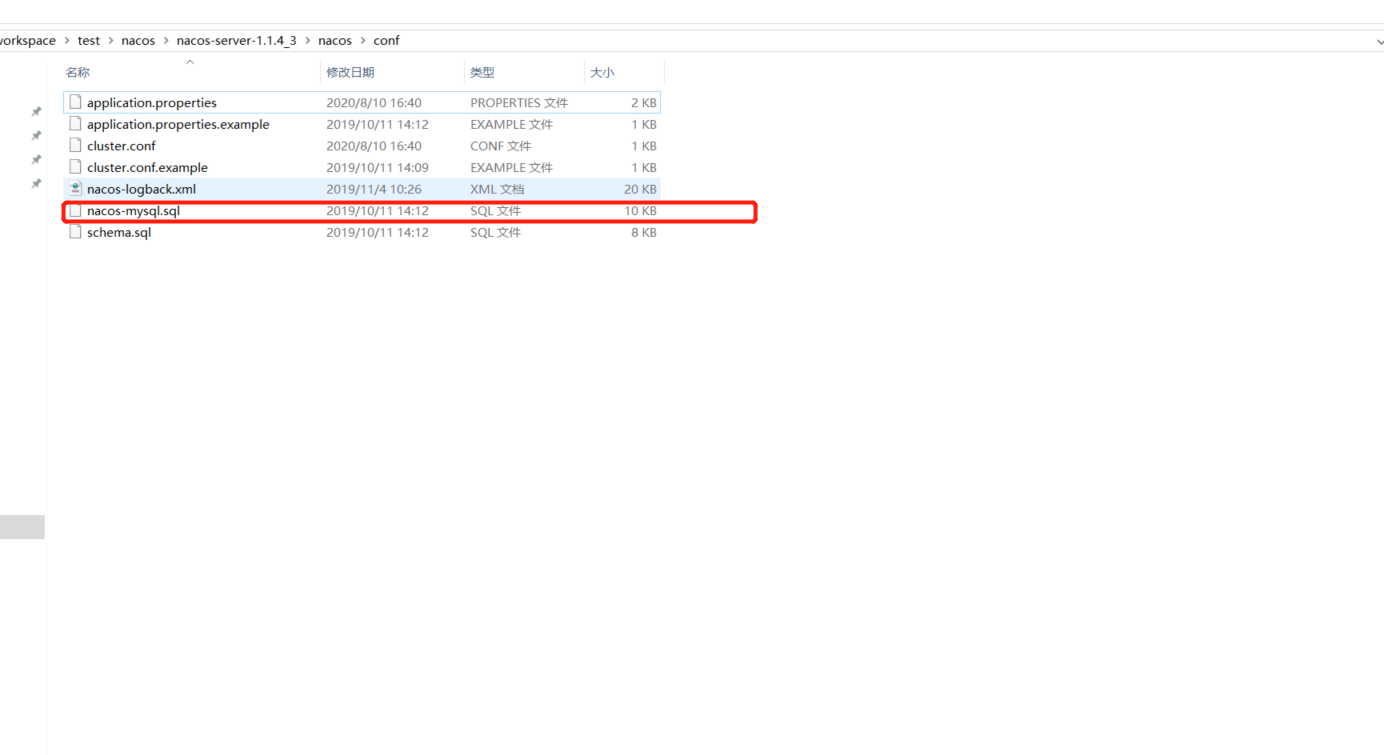 workspace > test > nacos > nacos-server-1.1.4_3 > nacos > conf
名称 修改日期 类型 大小
application.properties 2020/8/10 16:40 PROPERTIES 文件 2 KB
application.properties.example 2019/10/11 14:12 EXAMPLE 文件 1 KB
cluster.conf 2020/8/10 16:40 CONF 文件 1 KB
cluster.conf.example 2019/10/11 14:09 EXAMPLE 文件 1 KB
nacos-logback.xml 2019/11/4 10:26 XML 文档 20 KB
nacos-mysql.sql 2019/10/11 14:12 SQL 文件 10 KB
schema.sql 2019/10/11 14:12 SQL 文件 8 KB